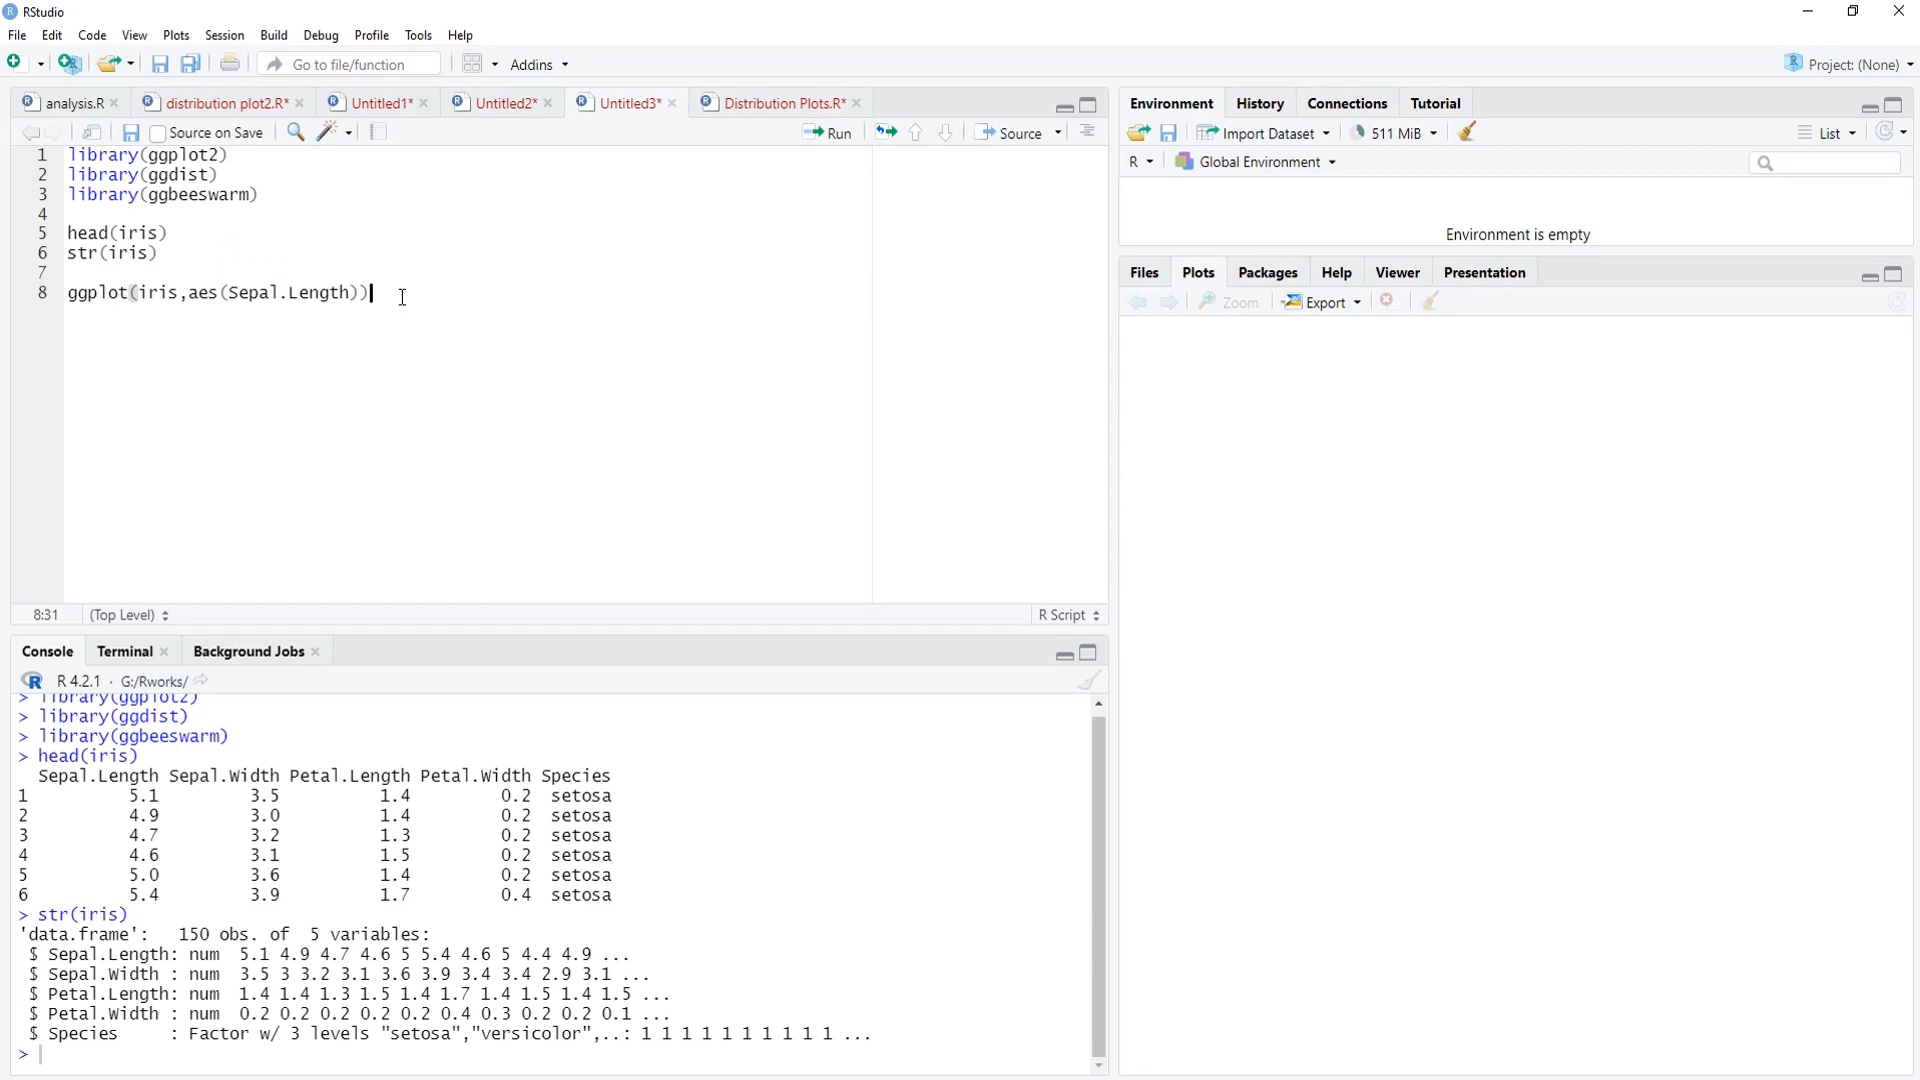 RStudio
File Edit Code View Plots Session Build Debug Profile Tools Help
Go to file/function Addins Project: (None)
analysis.R distribution plot2.R* Untitled1* Untitled2* Untitled3* Distribution Plots.R*
Source on Save Run Source
1 library(ggplot2)
2 library(ggdist)
3 library(ggbeeswarm)
4
5 head(iris)
6 str(iris)
7
8 ggplot(iris,aes(Sepal.Length))
8:31 (Top Level) R Script
Console Terminal Background Jobs
R 4.2.1 · G:/Rworks/
> library(ggplot2)
> library(ggdist)
> library(ggbeeswarm)
> head(iris)
Sepal.Length Sepal.Width Petal.Length Petal.Width Species
1 5.1 3.5 1.4 0.2 setosa
2 4.9 3.0 1.4 0.2 setosa
3 4.7 3.2 1.3 0.2 setosa
4 4.6 3.1 1.5 0.2 setosa
5 5.0 3.6 1.4 0.2 setosa
6 5.4 3.9 1.7 0.4 setosa
> str(iris)
'data.frame': 150 obs. of 5 variables:
$ Sepal.Length: num 5.1 4.9 4.7 4.6 5 5.4 4.6 5 4.4 4.9 ...
$ Sepal.Width : num 3.5 3 3.2 3.1 3.6 3.9 3.4 3.4 2.9 3.1 ...
$ Petal.Length: num 1.4 1.4 1.3 1.5 1.4 1.7 1.4 1.5 1.4 1.5 ...
$ Petal.Width : num 0.2 0.2 0.2 0.2 0.2 0.4 0.3 0.2 0.2 0.1 ...
$ Species : Factor w/ 3 levels "setosa","versicolor",..: 1 1 1 1 1 1 1 1 1 1 ...
>
Environment History Connections Tutorial
Import Dataset 511 MiB List
R Global Environment
Environment is empty
Files Plots Packages Help Viewer Presentation
Zoom Export